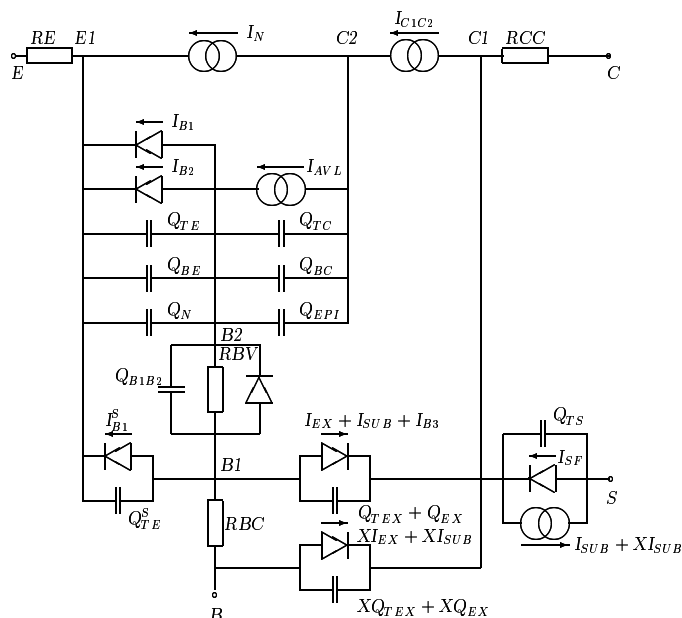 RE E1 I_N C2 I_C1C2 C1 RCC
E C
I_B1
I_B2 I_AVL
Q_TE Q_TC
Q_BE Q_BC
Q_N Q_EPI
B2
RBV
Q_B1B2
I^S_B1 I_EX + I_SUB + I_B3 Q_TS
B1 I_SF
S
Q^S_TE RBC Q_TEX + Q_EX
XI_EX + XI_SUB I_SUB + XI_SUB
XQ_TEX + XQ_EX
B